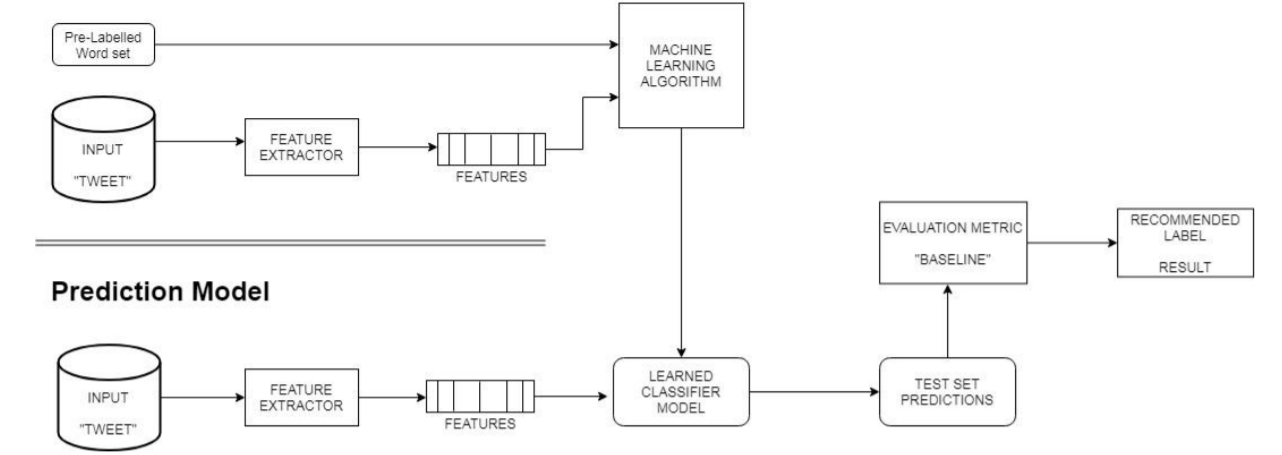 Pre-Labelled
Word set
MACHINE
LEARNING
ALGORITHM
INPUT
"TWEET"
FEATURE
EXTRACTOR
FEATURES
EVALUATION METRIC
"BASELINE"
RECOMMENDED
LABEL
RESULT
Prediction Model
INPUT
"TWEET"
FEATURE
EXTRACTOR
FEATURES
LEARNED
CLASSIFIER
MODEL
TEST SET
PREDICTIONS